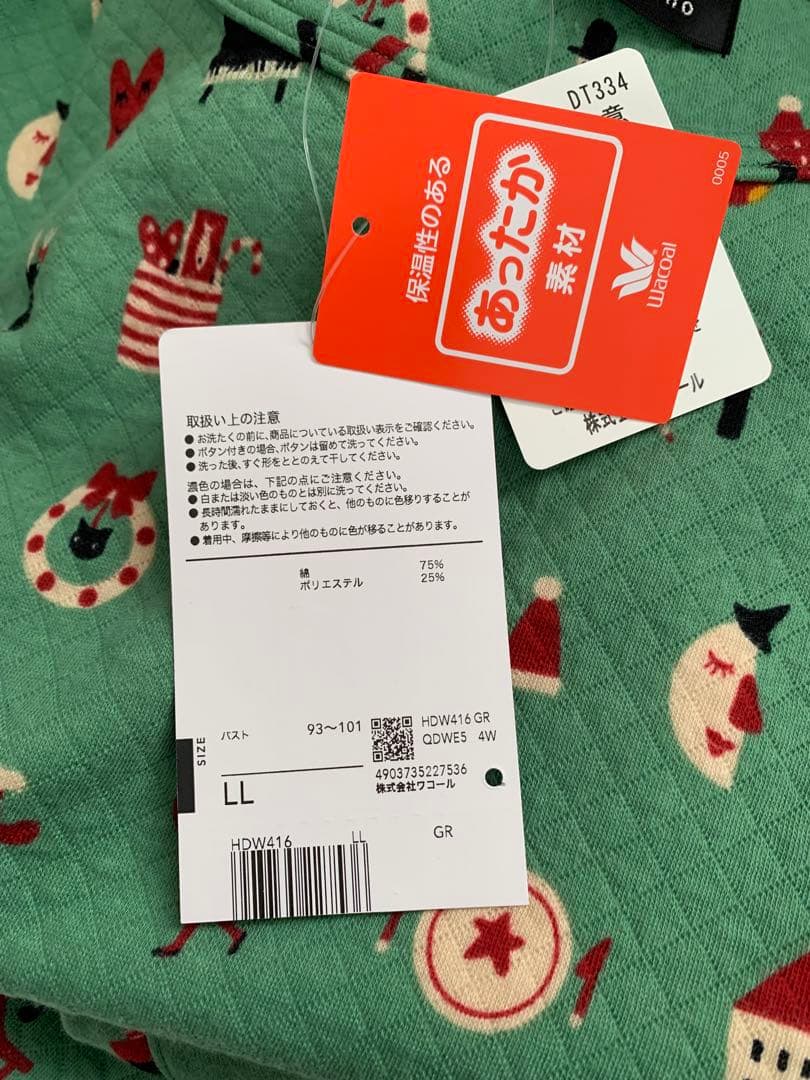 DT334
保温性のある
あったか
素材
wacoal
0005
取扱い上の注意
● お洗たくの前に、商品についている取扱い表示をご確認ください。
● ボタン付きの場合、ボタンは留めて洗ってください。
● 洗った後、すぐ形をととのえて干してください。
濃色の場合は、下記の点にご注意ください。
● 白または淡い色のものとは別に洗ってください。
● 長時間濡れたままにしておくと、他のものに色移りすることが
あります。
● 着用中、摩擦等により他のものに色が移ることがあります。
綿 75%
ポリエステル 25%
SIZE
バスト 93〜101
LL
HDW416 GR
QDWE5 4W
4903735227536
株式会社ワコール
HDW416 LL GR